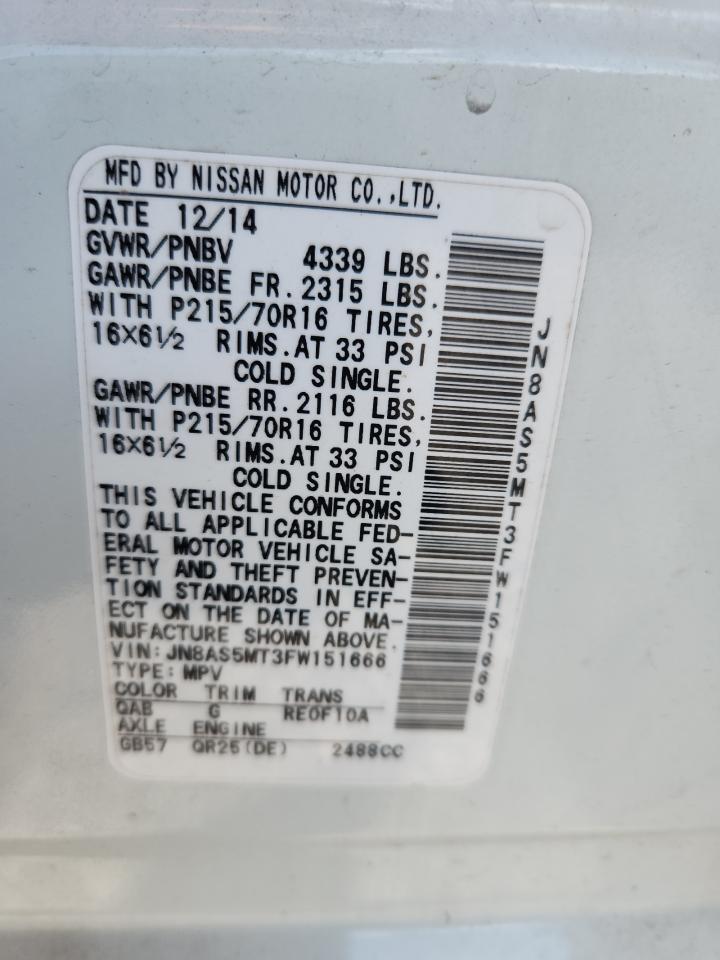 MFD BY NISSAN MOTOR CO.,LTD.
DATE 12/14
GVWR/PNBV 4339 LBS.
GAWR/PNBE FR. 2315 LBS.
WITH P215/70R16 TIRES,
16X6½ RIMS. AT 33 PSI
COLD SINGLE.
GAWR/PNBE RR. 2116 LBS.
WITH P215/70R16 TIRES,
16X6½ RIMS. AT 33 PSI
COLD SINGLE.
THIS VEHICLE CONFORMS
TO ALL APPLICABLE FED-
ERAL MOTOR VEHICLE SA-
FETY AND THEFT PREVEN-
TION STANDARDS IN EFF-
ECT ON THE DATE OF MA-
NUFACTURE SHOWN ABOVE.
VIN: JN8AS5MT3FW151666
TYPE: MPV
COLOR TRIM TRANS
QAB G RE0F10A
AXLE ENGINE
GB57 QR25(DE) 2488CC
JN8AS5MT3FW151666